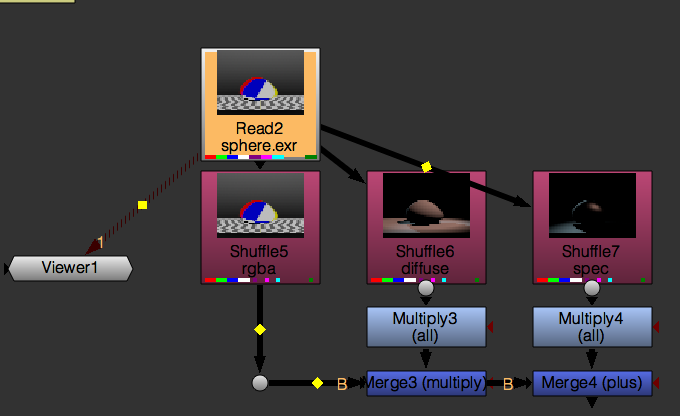 Read2
sphere.exr
Shuffle5
rgba
Shuffle6
diffuse
Shuffle7
spec
1
Viewer1
Multiply3
(all)
Multiply4
(all)
B
Merge3 (multiply)
B
Merge4 (plus)